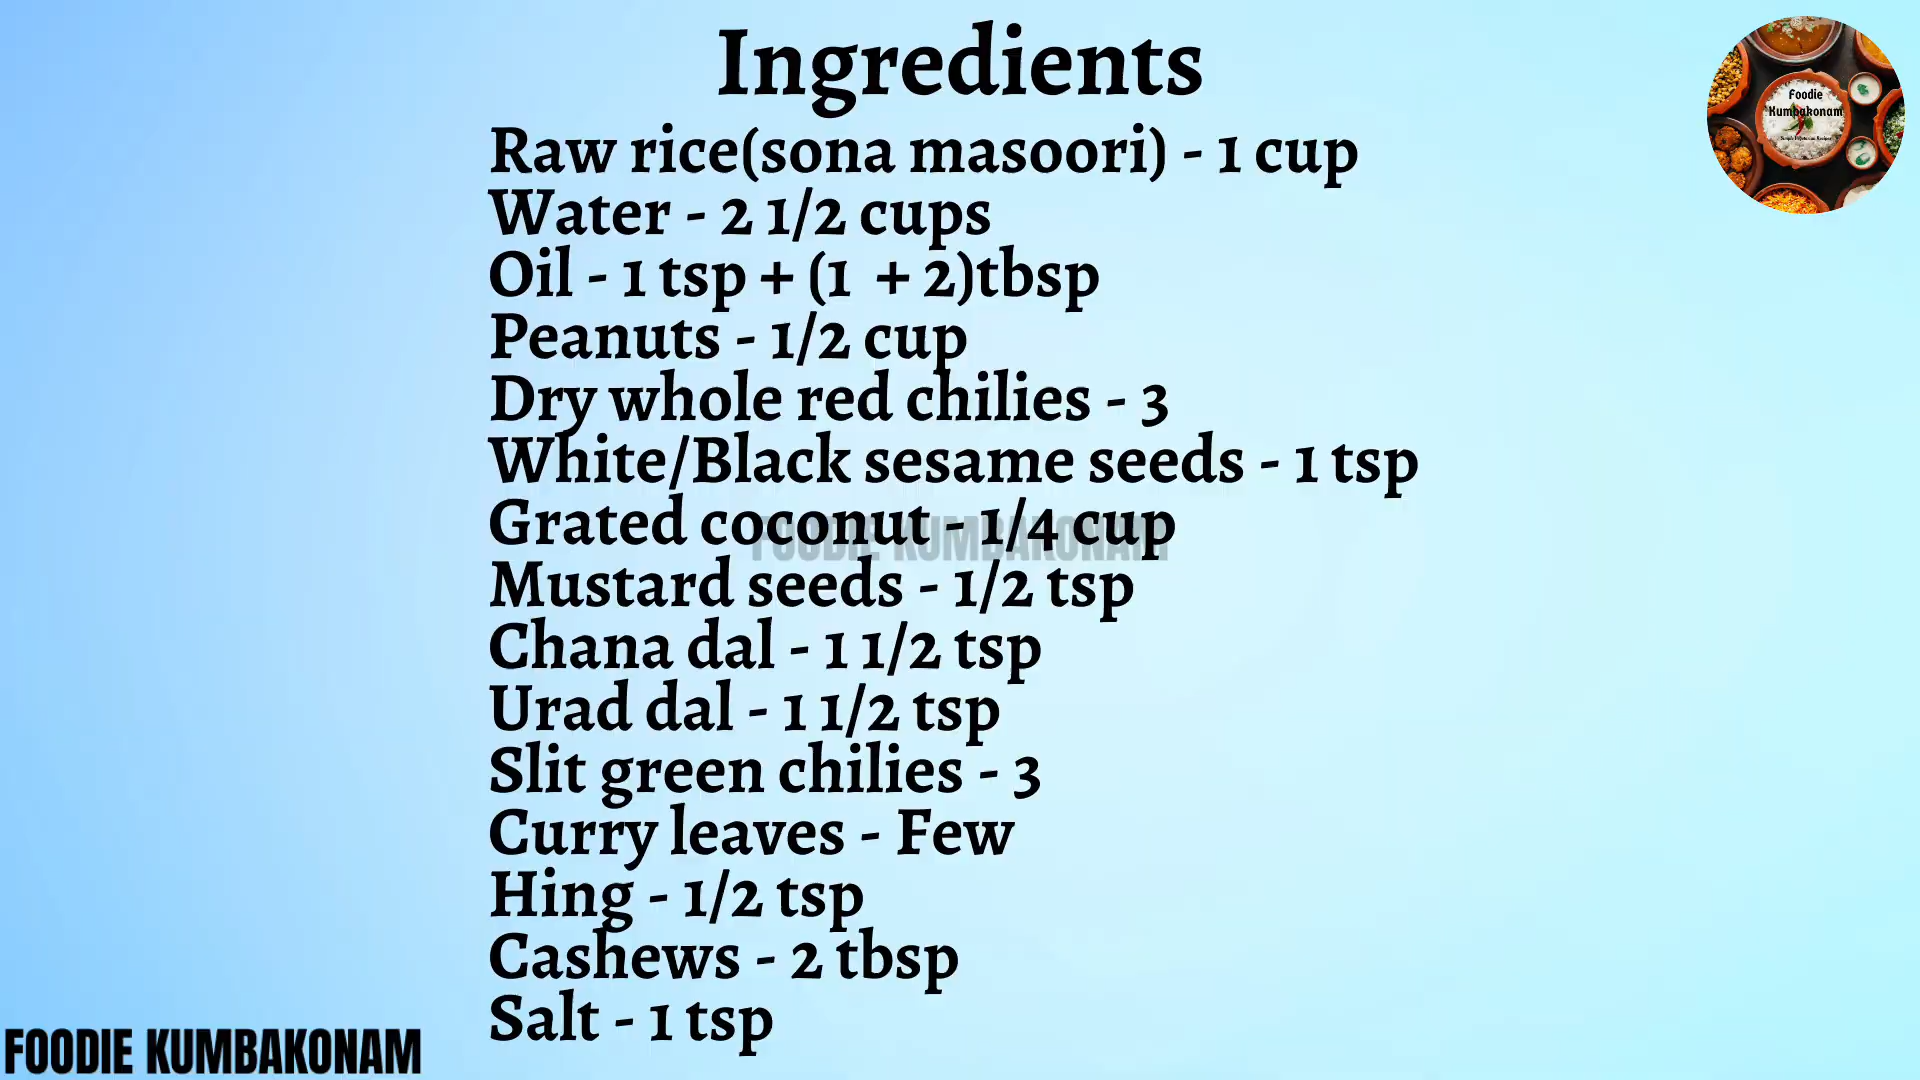 Ingredients
Foodie
Kumbakonam
Raw rice(sona masoori) - 1 cup
Water - 2 1/2 cups
Oil - 1 tsp + (1 + 2)tbsp
Peanuts - 1/2 cup
Dry whole red chilies - 3
White/Black sesame seeds - 1 tsp
Grated coconut - 1/4 cup
FOODIE KUMBAKONAM
Mustard seeds - 1/2 tsp
Chana dal - 1 1/2 tsp
Urad dal - 1 1/2 tsp
Slit green chilies - 3
Curry leaves - Few
Hing - 1/2 tsp
Cashews - 2 tbsp
Salt - 1 tsp
FOODIE KUMBAKONAM